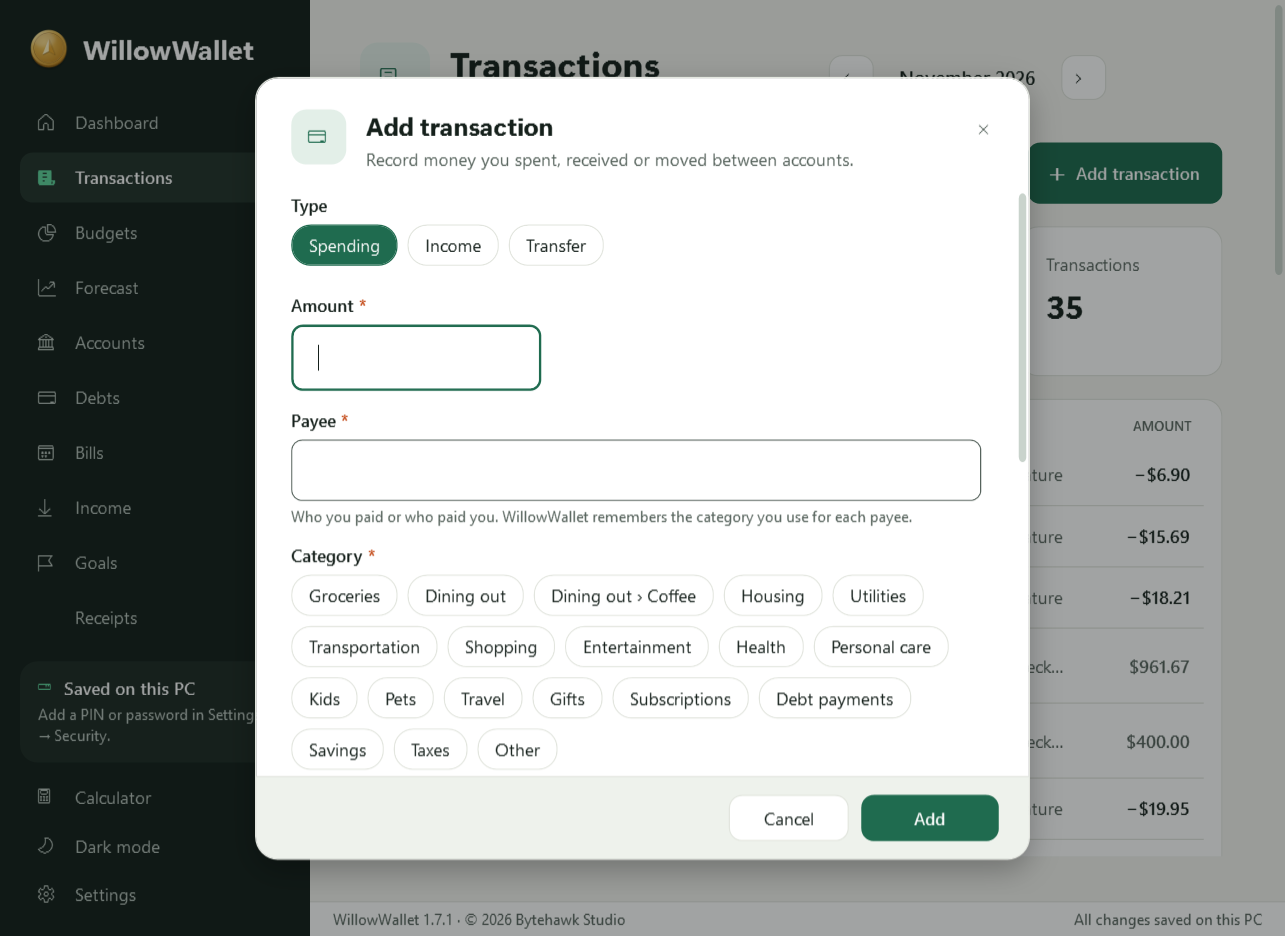 WillowWallet
Dashboard
Transactions
Budgets
Forecast
Accounts
Debts
Bills
Income
Goals
Receipts
Saved on this PC
Add a PIN or password in Setting
→ Security.
Calculator
Dark mode
Settings
Transactions
November 2026
+ Add transaction
Transactions
35
AMOUNT
ture −$6.90
ture −$15.69
ture −$18.21
eck... $961.67
eck... $400.00
ture −$19.95
Add transaction
Record money you spent, received or moved between accounts.
Type
Spending Income Transfer
Amount *
Payee *
Who you paid or who paid you. WillowWallet remembers the category you use for each payee.
Category *
Groceries Dining out Dining out › Coffee Housing Utilities
Transportation Shopping Entertainment Health Personal care
Kids Pets Travel Gifts Subscriptions Debt payments
Savings Taxes Other
Cancel Add
WillowWallet 1.7.1 · © 2026 Bytehawk Studio
All changes saved on this PC